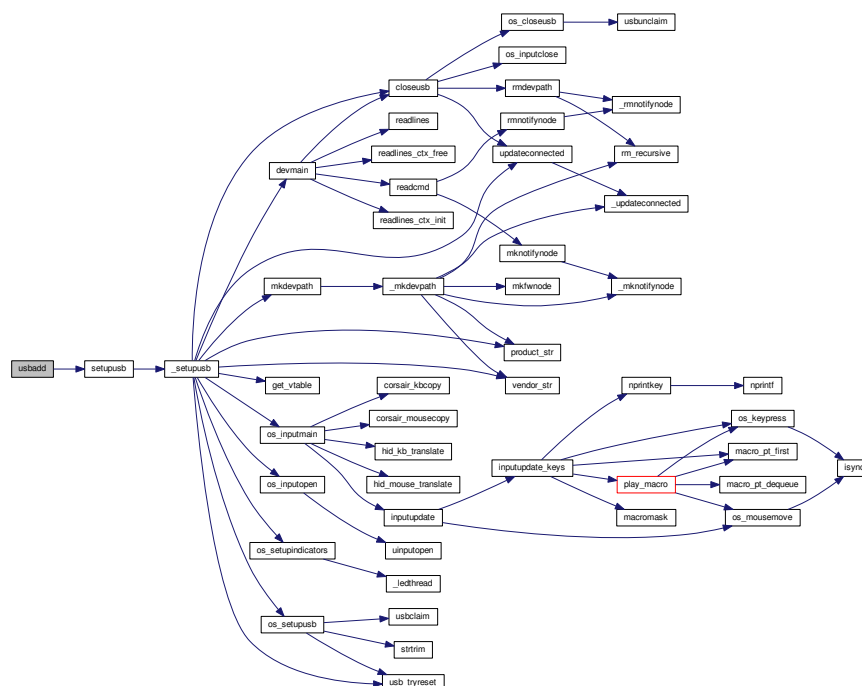 os_closeusb
usbunclaim
os_inputclose
closeusb
rmdevpath
_rmnotifynode
readlines
rmnotifynode
readlines_ctx_free
updateconnected
rm_recursive
devmain
readcmd
_updateconnected
readlines_ctx_init
mknotifynode
mkdevpath
_mkdevpath
mkfwnode
_mknotifynode
product_str
usbadd
setupusb
_setupusb
get_vtable
vendor_str
corsair_kbcopy
nprintkey
nprintf
corsair_mousecopy
os_keypress
os_inputmain
hid_kb_translate
macro_pt_first
inputupdate_keys
isync
os_inputopen
hid_mouse_translate
play_macro
macro_pt_dequeue
inputupdate
macromask
os_mousemove
os_setupindicators
uinputopen
_ledthread
os_setupusb
usbclaim
strtrim
usb_tryreset